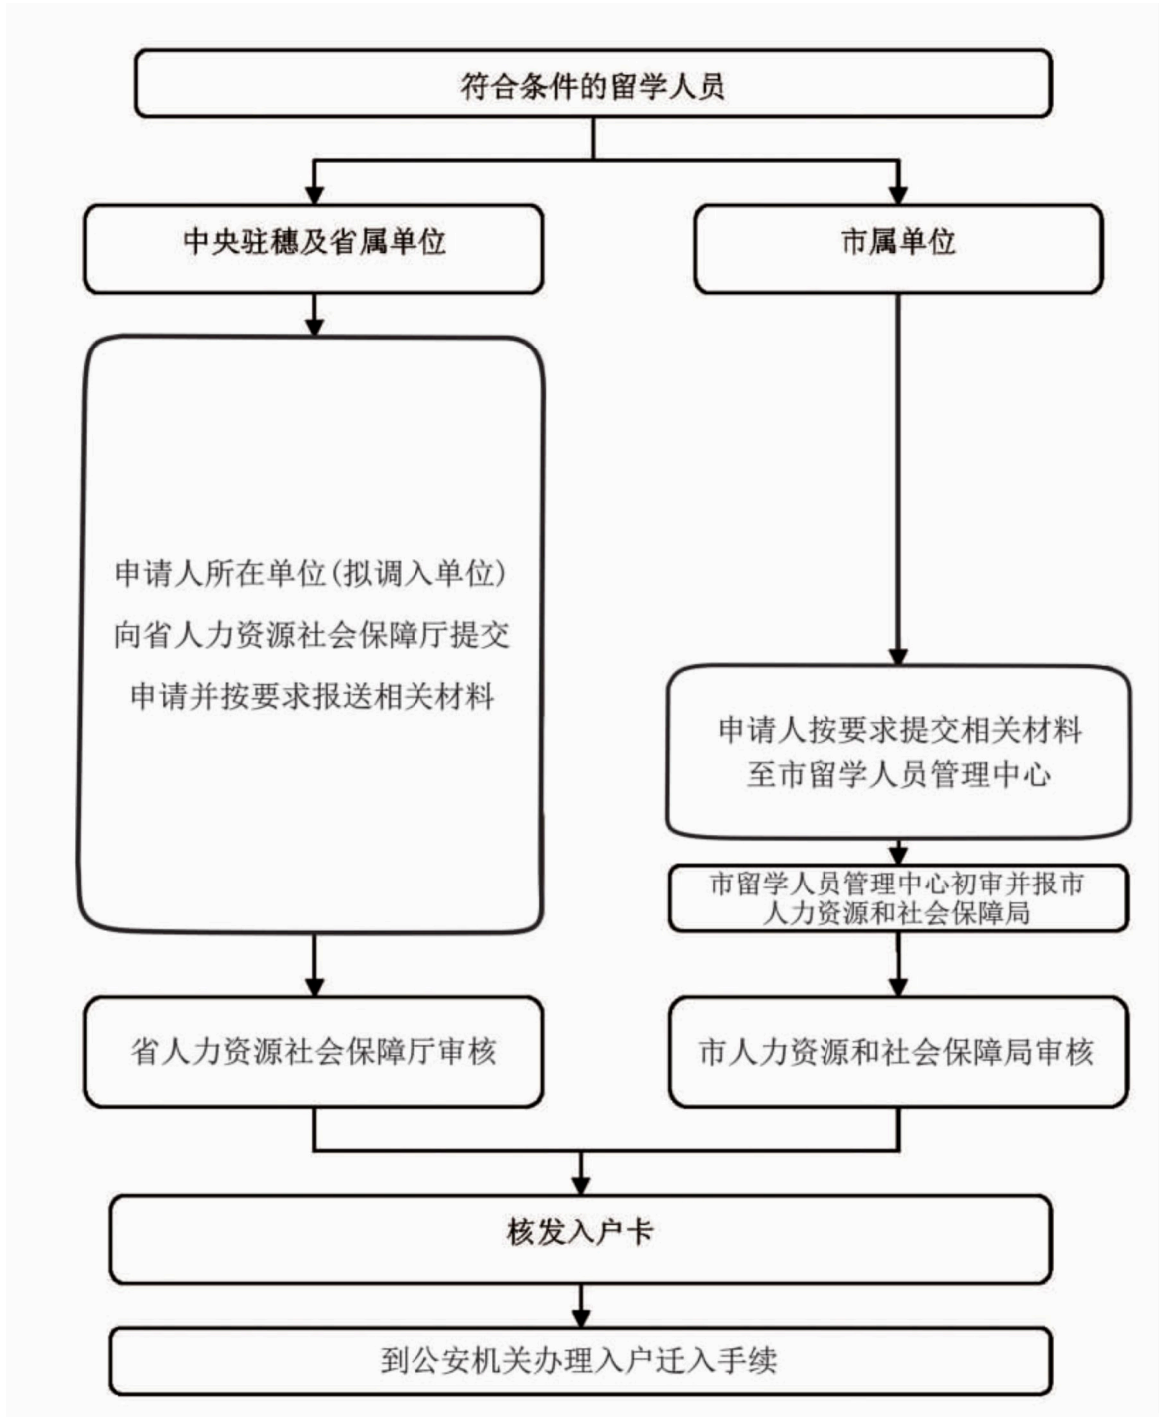 符合条件的留学人员
中央驻穗及省属单位
市属单位
申请人所在单位(拟调入单位)
向省人力资源社会保障厅提交
申请并按要求报送相关材料
申请人按要求提交相关材料
至市留学人员管理中心
市留学人员管理中心初审并报市
人力资源和社会保障局
省人力资源社会保障厅审核
市人力资源和社会保障局审核
核发入户卡
到公安机关办理入户迁入手续